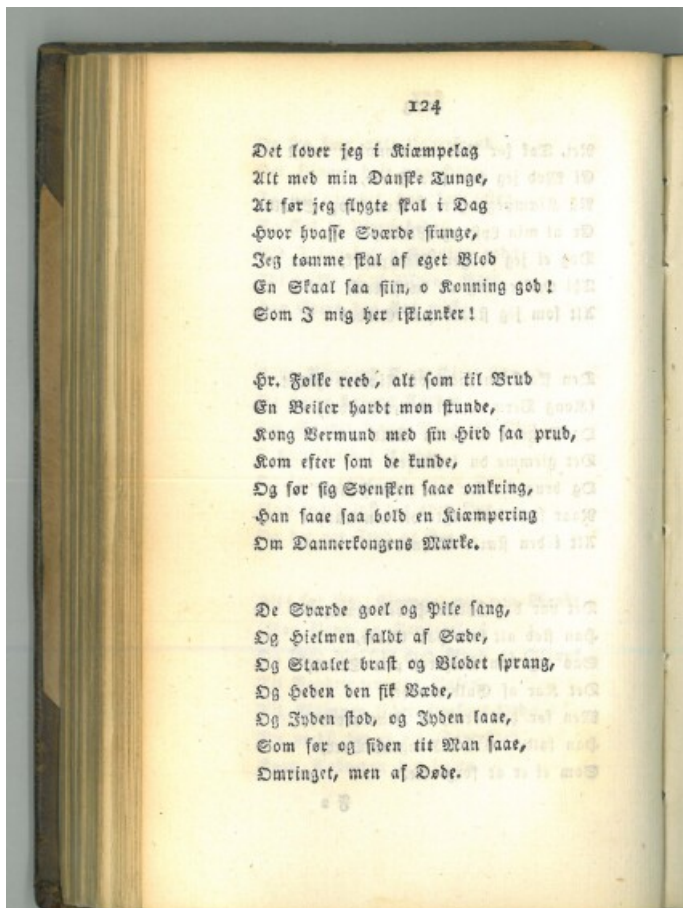 124
Det lover jeg i Kiæmpelag
Alt med min Danske Tunge,
At før jeg flygte skal i Dag
Hvor hvasse Sværde stunge,
Jeg tømme skal af eget Blod
En Skaal saa fiin, o Konning god!
Som I mig her iskiænker!
Hr. Folke reed, alt som til Brud
En Beiler hardt mon stunde,
Kong Vermund med sin Hird saa prud,
Kom efter som de kunde,
Og før sig Svensken saae omkring,
Han saae saa bold en Kiæmpering
Om Dannerkongens Mærke.
De Sværde goel og Pile sang,
Og Hielmen faldt af Sæde,
Og Staalet brast og Blodet sprang,
Og Heden den fik Væde,
Og Jyden stod, og Jyden laae,
Som før og siden tit Man saae,
Omringet, men af Døde.